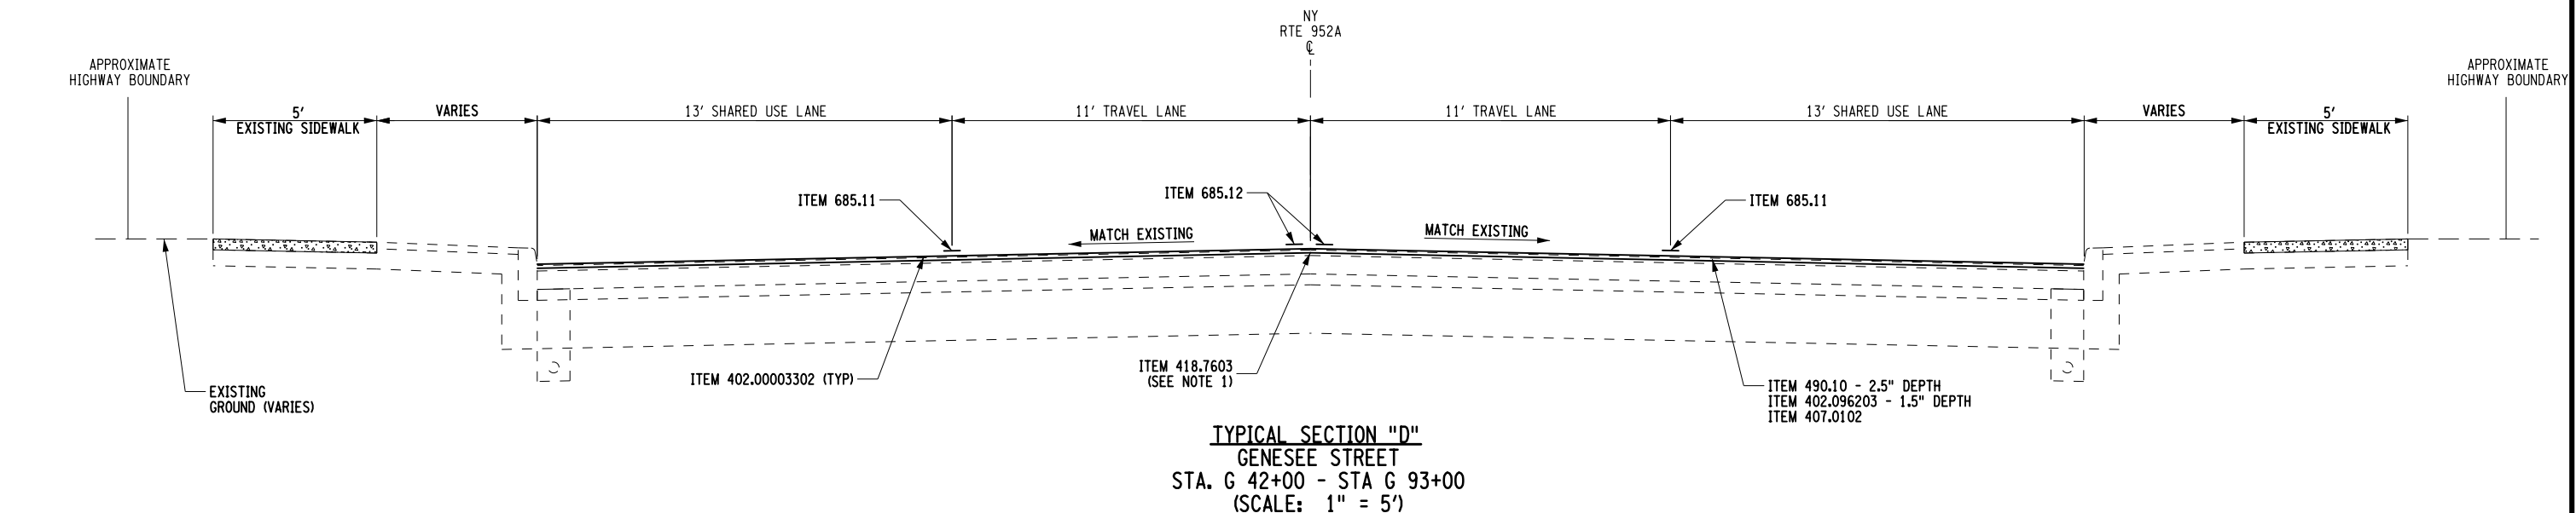 NY
RTE 952A
℄
APPROXIMATE
HIGHWAY BOUNDARY
APPROXIMATE
HIGHWAY BOUNDARY
5'
EXISTING SIDEWALK
VARIES
13' SHARED USE LANE
11' TRAVEL LANE
11' TRAVEL LANE
13' SHARED USE LANE
VARIES
5'
EXISTING SIDEWALK
ITEM 685.11
ITEM 685.12
ITEM 685.11
MATCH EXISTING
MATCH EXISTING
EXISTING
GROUND (VARIES)
ITEM 402.00003302 (TYP)
ITEM 418.7603
(SEE NOTE 1)
ITEM 490.10 - 2.5" DEPTH
ITEM 402.096203 - 1.5" DEPTH
ITEM 407.0102
TYPICAL SECTION "D"
GENESEE STREET
STA. G 42+00 - STA G 93+00
(SCALE: 1" = 5')